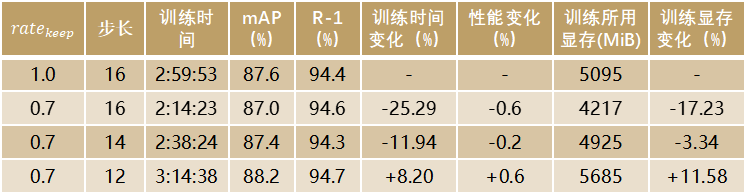 rate_keep 步长 训练时间 mAP (%) R-1 (%) 训练时间变化（%） 性能变化 (%) 训练所用显存(MiB) 训练显存变化（%）
1.0 16 2:59:53 87.6 94.4 - - 5095 -
0.7 16 2:14:23 87.0 94.6 -25.29 -0.6 4217 -17.23
0.7 14 2:38:24 87.4 94.3 -11.94 -0.2 4925 -3.34
0.7 12 3:14:38 88.2 94.7 +8.20 +0.6 5685 +11.58